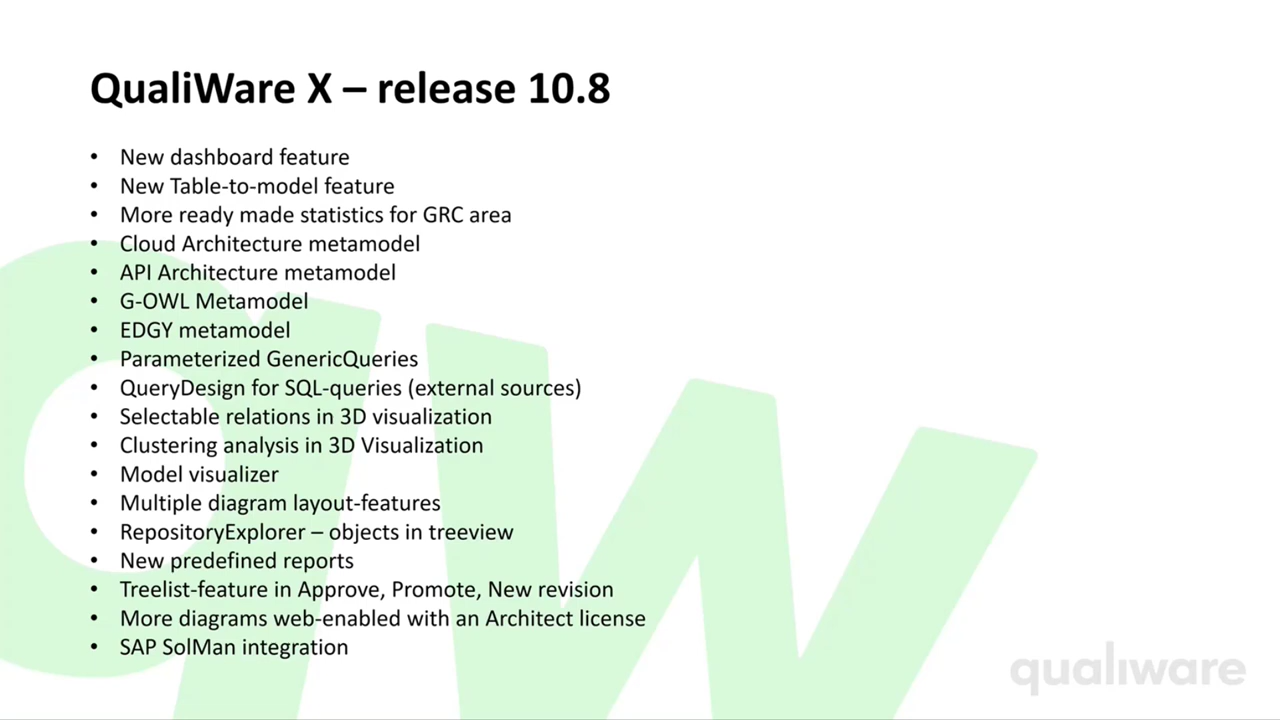 QualiWare X – release 10.8
• New dashboard feature
• New Table-to-model feature
• More ready made statistics for GRC area
• Cloud Architecture metamodel
• API Architecture metamodel
• G-OWL Metamodel
• EDGY metamodel
• Parameterized GenericQueries
• QueryDesign for SQL-queries (external sources)
• Selectable relations in 3D visualization
• Clustering analysis in 3D Visualization
• Model visualizer
• Multiple diagram layout-features
• RepositoryExplorer – objects in treeview
• New predefined reports
• Treelist-feature in Approve, Promote, New revision
• More diagrams web-enabled with an Architect license
• SAP SolMan integration
qualiware